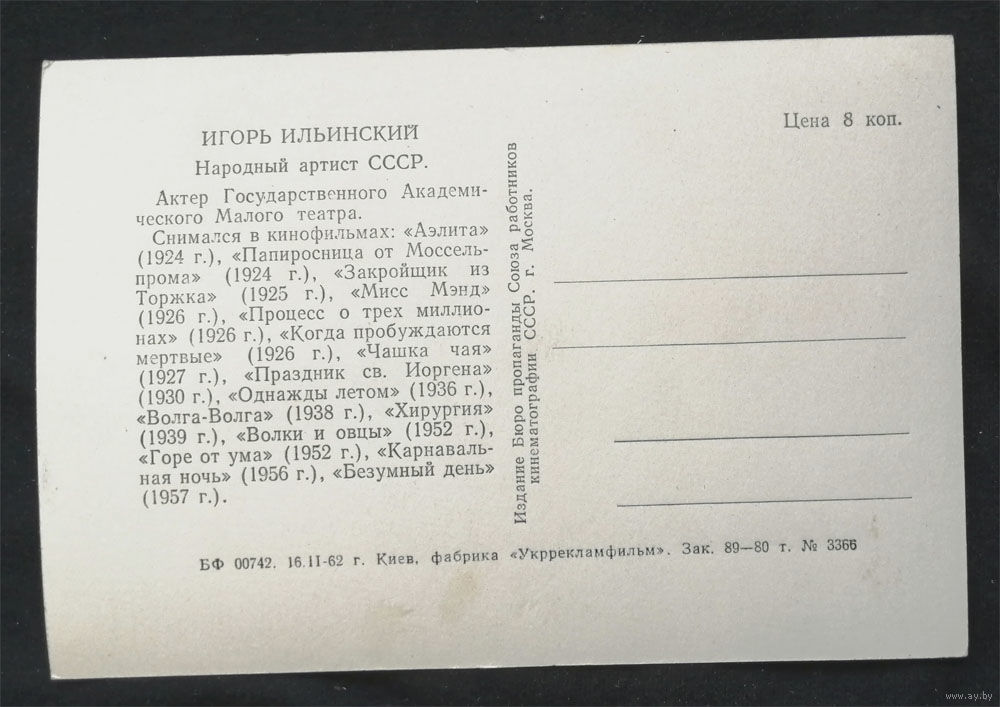 ИГОРЬ ИЛЬИНСКИЙ
Народный артист СССР.
Актер Государственного Академи-
ческого Малого театра.
Снимался в кинофильмах: «Аэлита»
(1924 г.), «Папиросница от Моссель-
прома» (1924 г.), «Закройщик из
Торжка» (1925 г.), «Мисс Мэнд»
(1926 г.), «Процесс о трех миллио-
нах» (1926 г.), «Когда пробуждаются
мертвые» (1926 г.), «Чашка чая»
(1927 г.), «Праздник св. Иоргена»
(1930 г.), «Однажды летом» (1936 г.),
«Волга-Волга» (1938 г.), «Хирургия»
(1939 г.), «Волки и овцы» (1952 г.),
«Горе от ума» (1952 г.), «Карнаваль-
ная ночь» (1956 г.), «Безумный день»
(1957 г.).
Издание Бюро пропаганды Союза работников
кинематографии СССР. г. Москва.
Цена 8 коп.
БФ 00742. 16.II-62 г. Киев, фабрика «Укррекламфильм». Зак. 89—80 т. № 3366
www.ay.by